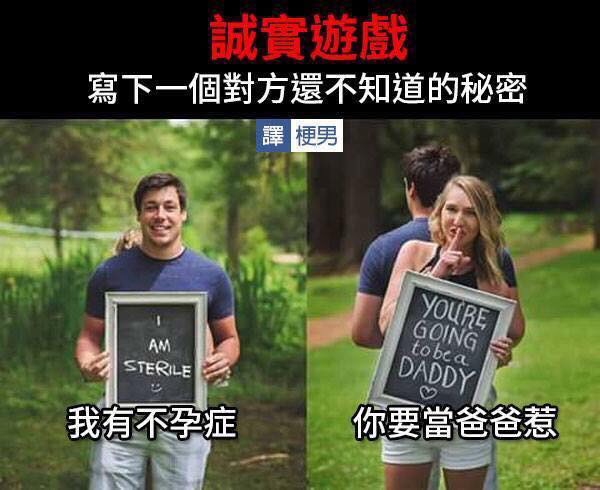 誠實遊戲
寫下一個對方還不知道的秘密
譯 梗男
I
AM
STERILE
我有不孕症
YOU'RE
GOING
to be a
DADDY
你要當爸爸惹